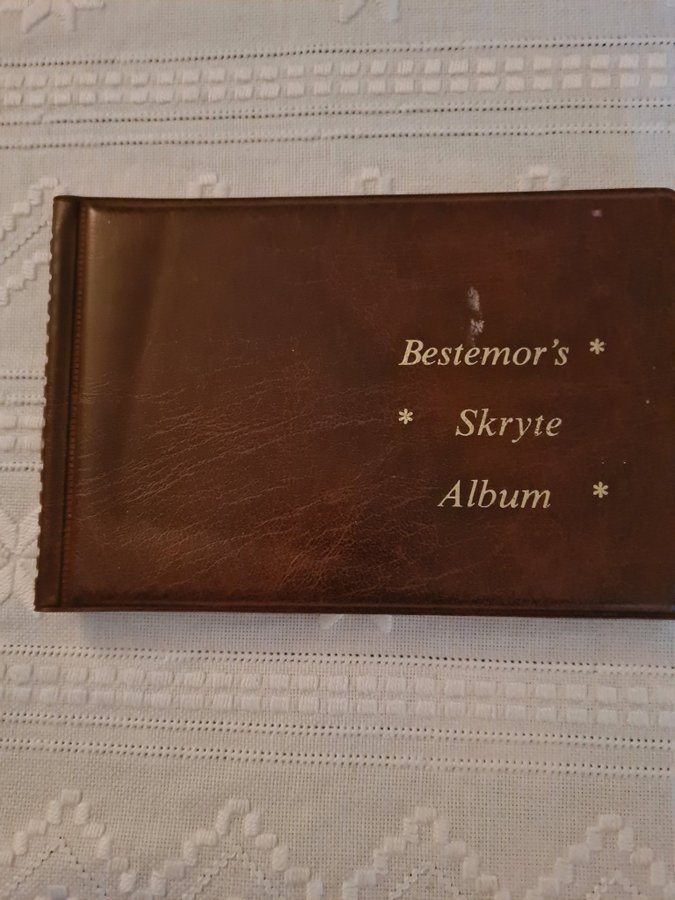 Bestemor's *
* Skryte
Album *